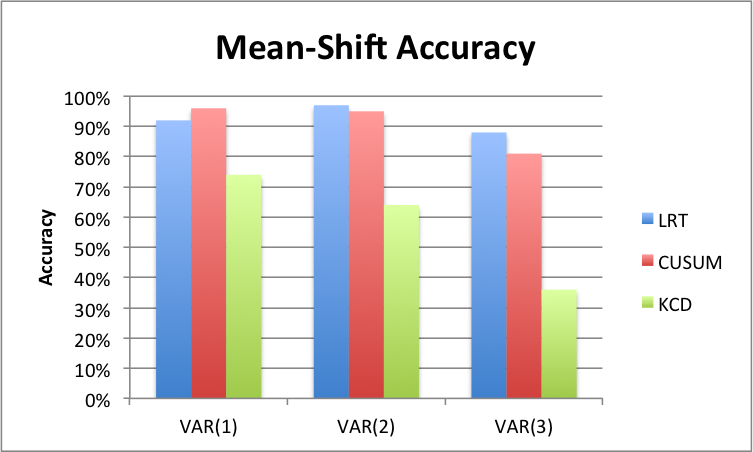 Mean-Shift Accuracy
100%
90%
80%
70%
60%
50%
40%
30%
20%
10%
0%
Accuracy
VAR(1)
VAR(2)
VAR(3)
LRT
CUSUM
KCD